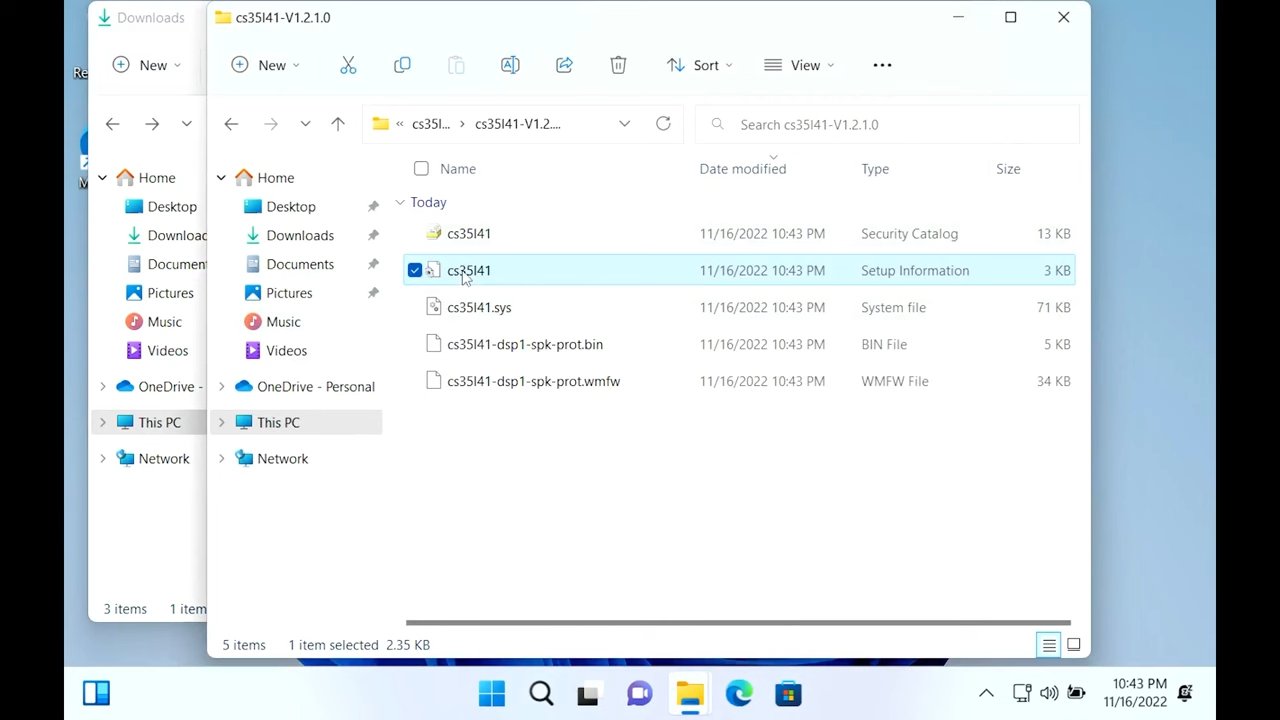 Downloads
cs35l41-V1.2.1.0
New
New
Sort
View
« cs35l... › cs35l41-V1.2....
Search cs35l41-V1.2.1.0
Name
Date modified
Type
Size
Home
Desktop
Downloac
Documen
Pictures
Music
Videos
OneDrive -
This PC
Network
Home
Desktop
Downloads
Documents
Pictures
Music
Videos
OneDrive - Personal
This PC
Network
Today
cs35l41 11/16/2022 10:43 PM Security Catalog 13 KB
cs35l41 11/16/2022 10:43 PM Setup Information 3 KB
cs35l41.sys 11/16/2022 10:43 PM System file 71 KB
cs35l41-dsp1-spk-prot.bin 11/16/2022 10:43 PM BIN File 5 KB
cs35l41-dsp1-spk-prot.wmfw 11/16/2022 10:43 PM WMFW File 34 KB
3 items 1 item
5 items 1 item selected 2.35 KB
Re
M
10:43 PM
11/16/2022